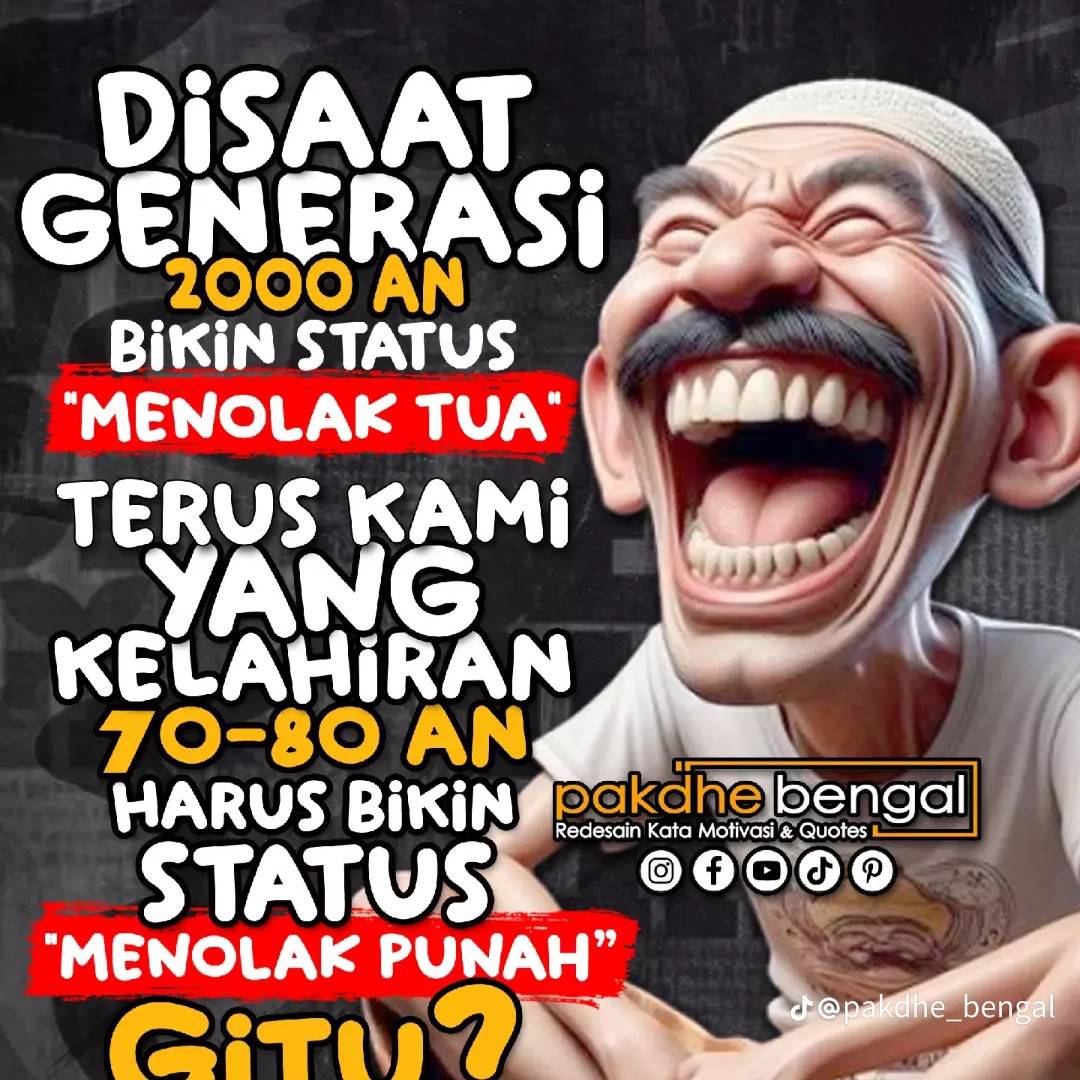 DiSAAT
GENERASi
2000 AN
BiKiN STATUS
"MENOLAK TUA"
TERUS KAMi
YANG
KELAHiRAN
70-80 AN
HARUS BiKiN
STATUS
"MENOLAK PUNAH”
GiTU?
pakdhe bengal
Redesain Kata Motivasi & Quotes
@pakdhe_bengal